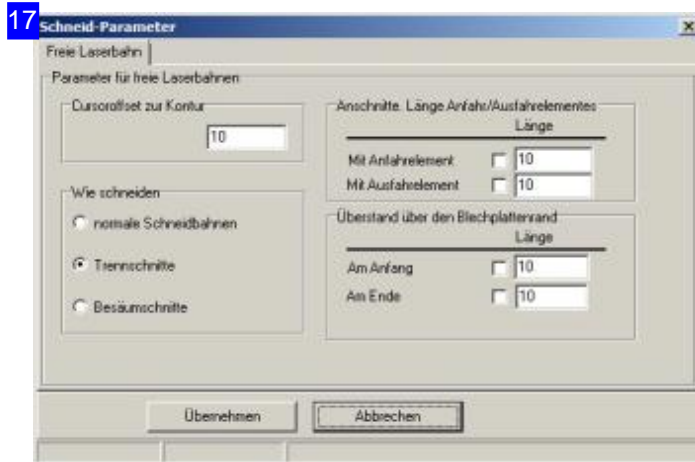 17
Schneid-Parameter
Freie Laserbahn
Parameter für freie Laserbahnen
Cursoroffset zur Kontur
10
Wie schneiden
normale Schneidbahnen
Trennschnitte
Besäumschnitte
Anschnitte. Länge Anfahr/Ausfahrelementes
Länge
Mit Anfahrelement 10
Mit Ausfahrelement 10
Überstand über den Blechplattenrand
Länge
Am Anfang 10
Am Ende 10
Übernehmen Abbrechen